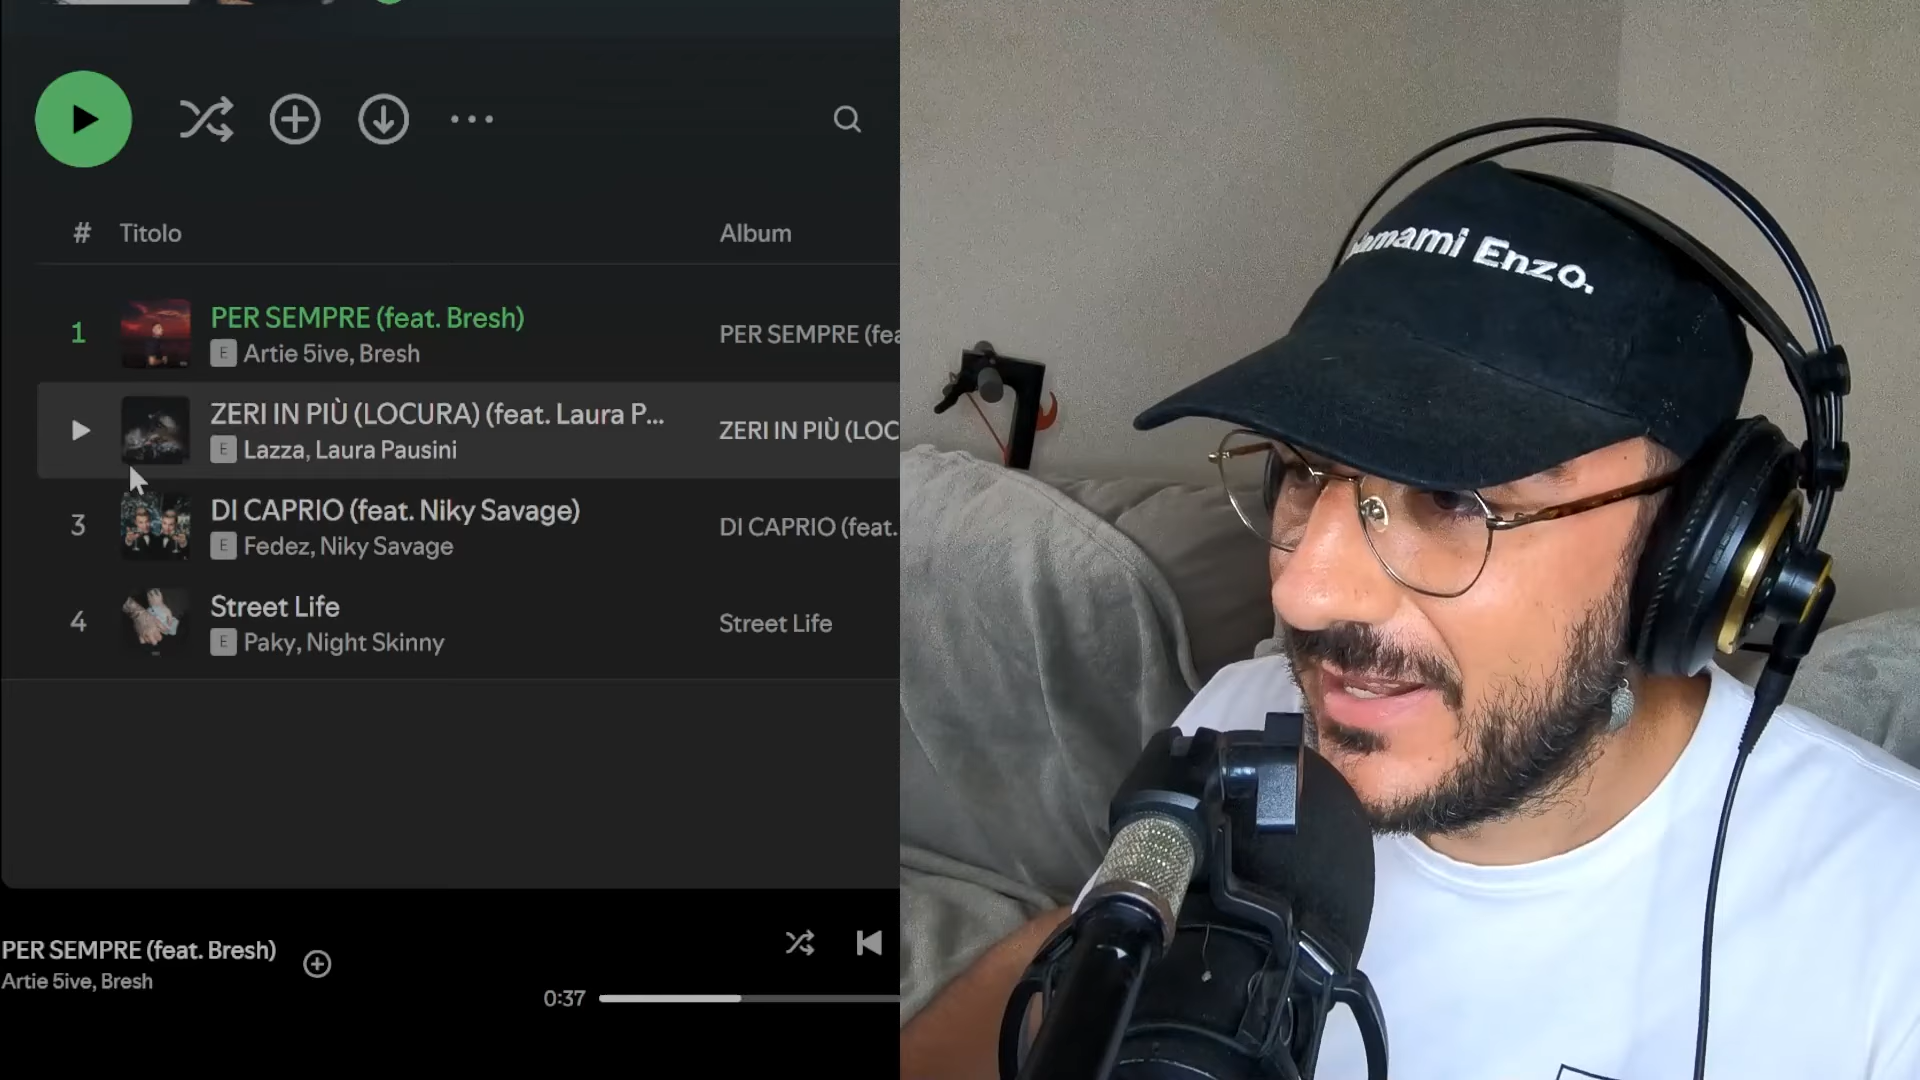 # Titolo Album
1 PER SEMPRE (feat. Bresh) PER SEMPRE (fea
E Artie 5ive, Bresh
ZERI IN PIÙ (LOCURA) (feat. Laura P... ZERI IN PIÙ (LOC
E Lazza, Laura Pausini
3 DI CAPRIO (feat. Niky Savage) DI CAPRIO (feat.
E Fedez, Niky Savage
4 Street Life Street Life
E Paky, Night Skinny
PER SEMPRE (feat. Bresh)
Artie 5ive, Bresh
0:37
Enzo.